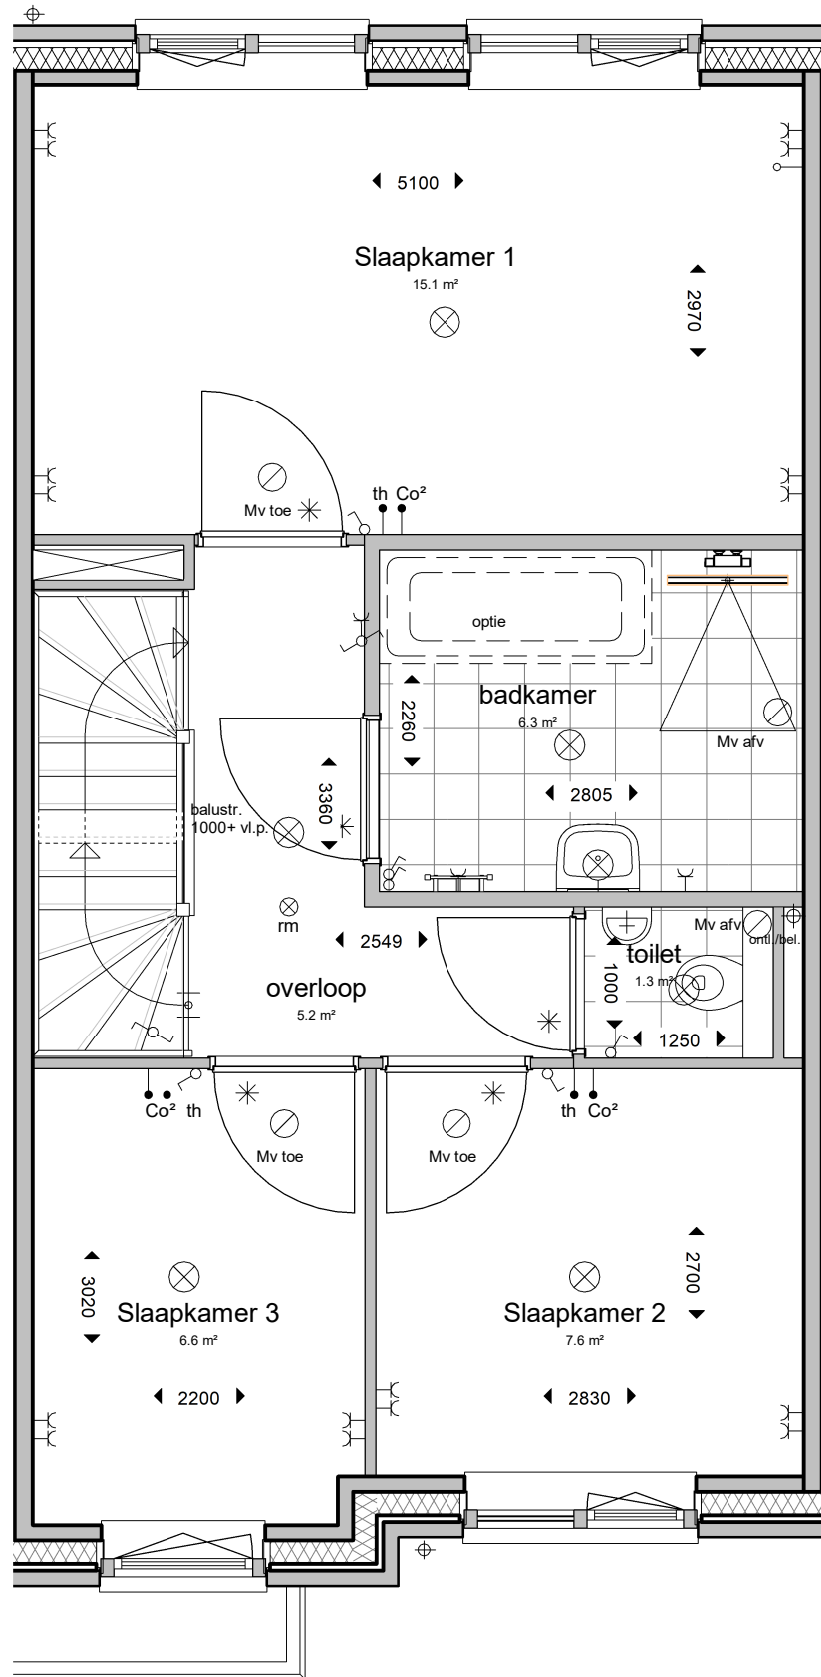 5100
Slaapkamer 1
15.1 m²
2970
Mv toe
th Co²
optie
badkamer
6.3 m²
2260
Mv afv
2805
3360
balustr.
1000+ vl.p.
rm
2549
overloop
5.2 m²
Mv afv
ontl./bel.
toilet
1.3 m²
1000
1250
Co² th
Mv toe
Mv toe
th Co²
3020
2700
Slaapkamer 3
6.6 m²
Slaapkamer 2
7.6 m²
2200
2830